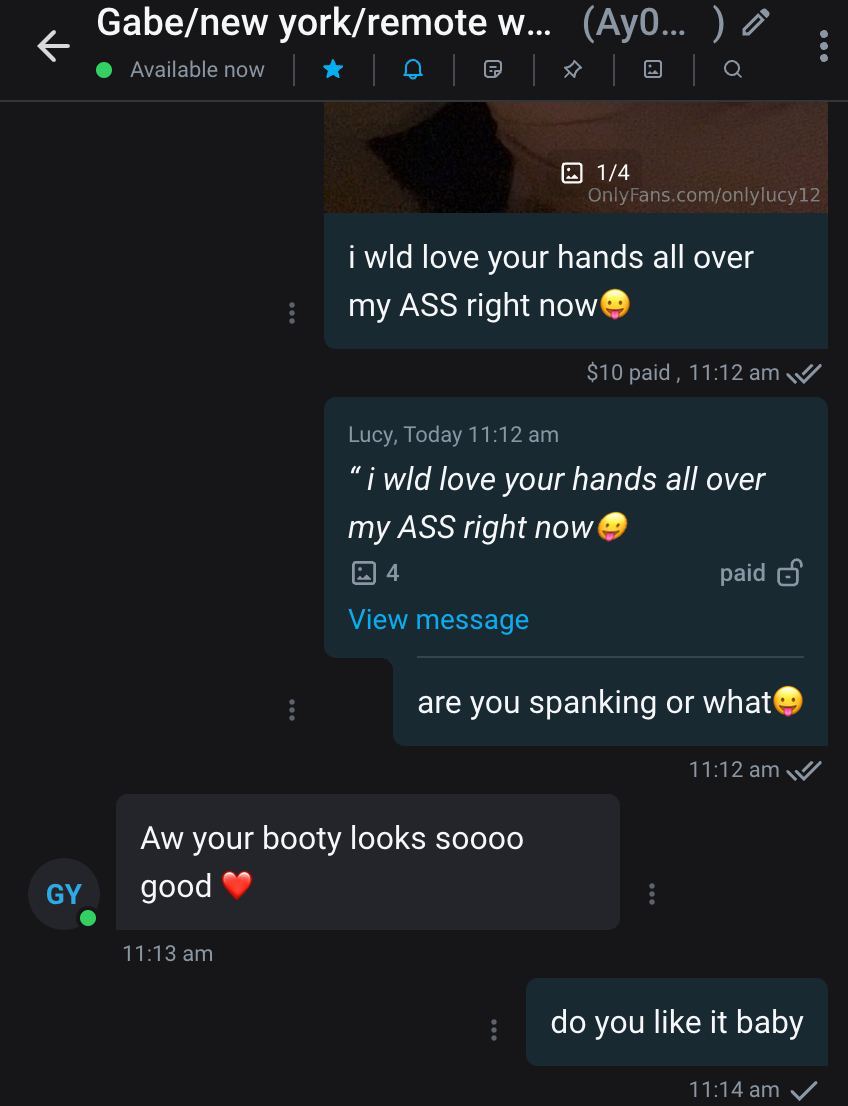 Gabe/new york/remote w... (Ay0... )
Available now
1/4
OnlyFans.com/onlylucy12
i wld love your hands all over
my ASS right now😛
$10 paid , 11:12 am
Lucy, Today 11:12 am
“ i wld love your hands all over
my ASS right now😛
4 paid
View message
are you spanking or what😛
11:12 am
Aw your booty looks soooo
good ❤️
GY
11:13 am
do you like it baby
11:14 am